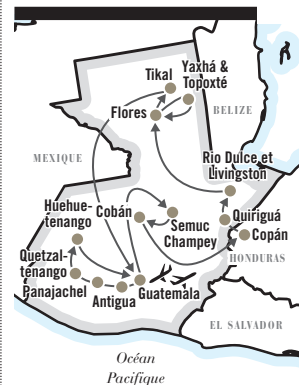 Tikal
Yaxhá &
Topoxté
Flores
BELIZE
MEXIQUE
Rio Dulce et
Livingston
Huehue-
tenango
Cobán
Semuc
Champey
Quiriguá
Copán
Quetzal-
tenango
HONDURAS
Panajachel
Antigua
Guatemala
EL SALVADOR
Océan
Pacifique